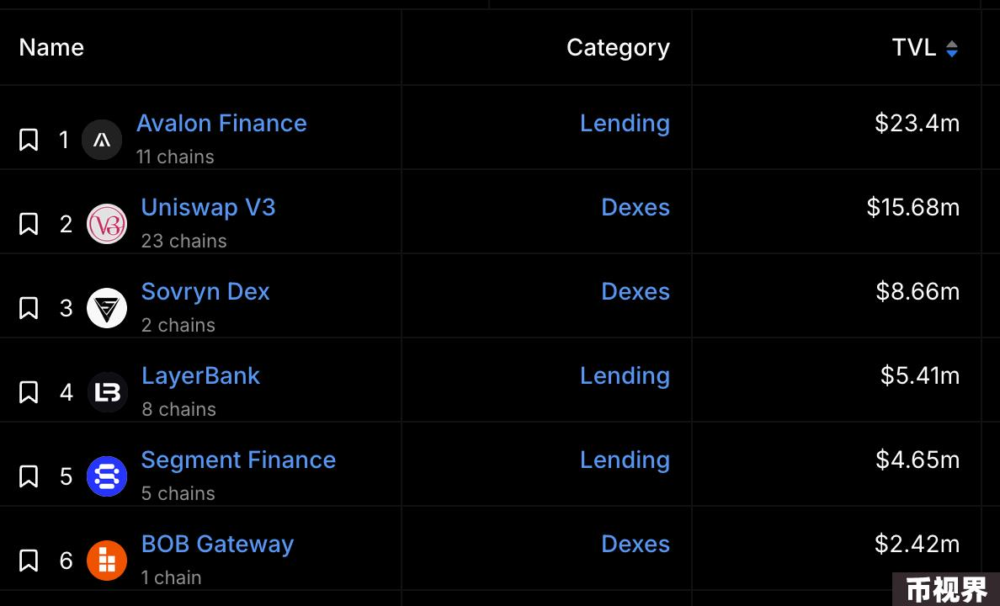 Name Category TVL
1 Avalon Finance Lending $23.4m
11 chains
2 Uniswap V3 Dexes $15.68m
23 chains
3 Sovryn Dex Dexes $8.66m
2 chains
4 LayerBank Lending $5.41m
8 chains
5 Segment Finance Lending $4.65m
5 chains
6 BOB Gateway Dexes $2.42m
1 chain
币视界